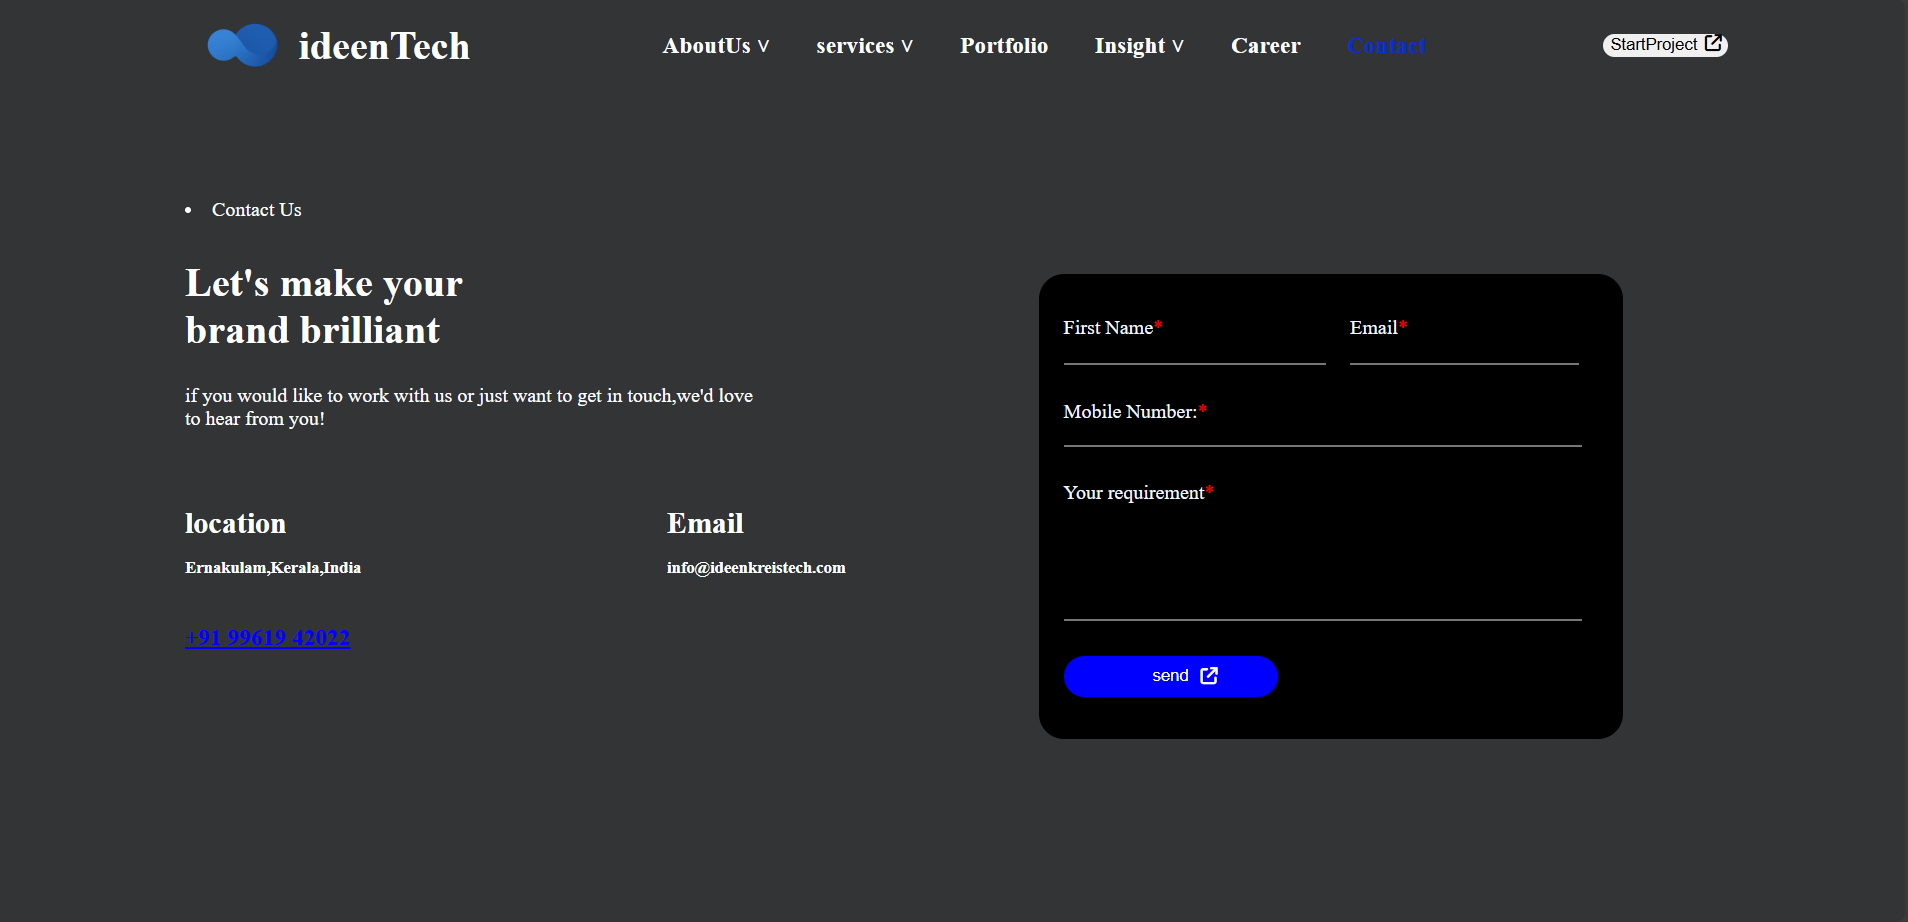 ideenTech
AboutUs ˅
services ˅
Portfolio
Insight ˅
Career
Contact
StartProject
• Contact Us
Let's make your
brand brilliant
if you would like to work with us or just want to get in touch,we'd love
to hear from you!
location
Ernakulam,Kerala,India
Email
info@ideenkreistech.com
+91 99619 42022
First Name*
Email*
Mobile Number:*
Your requirement*
send